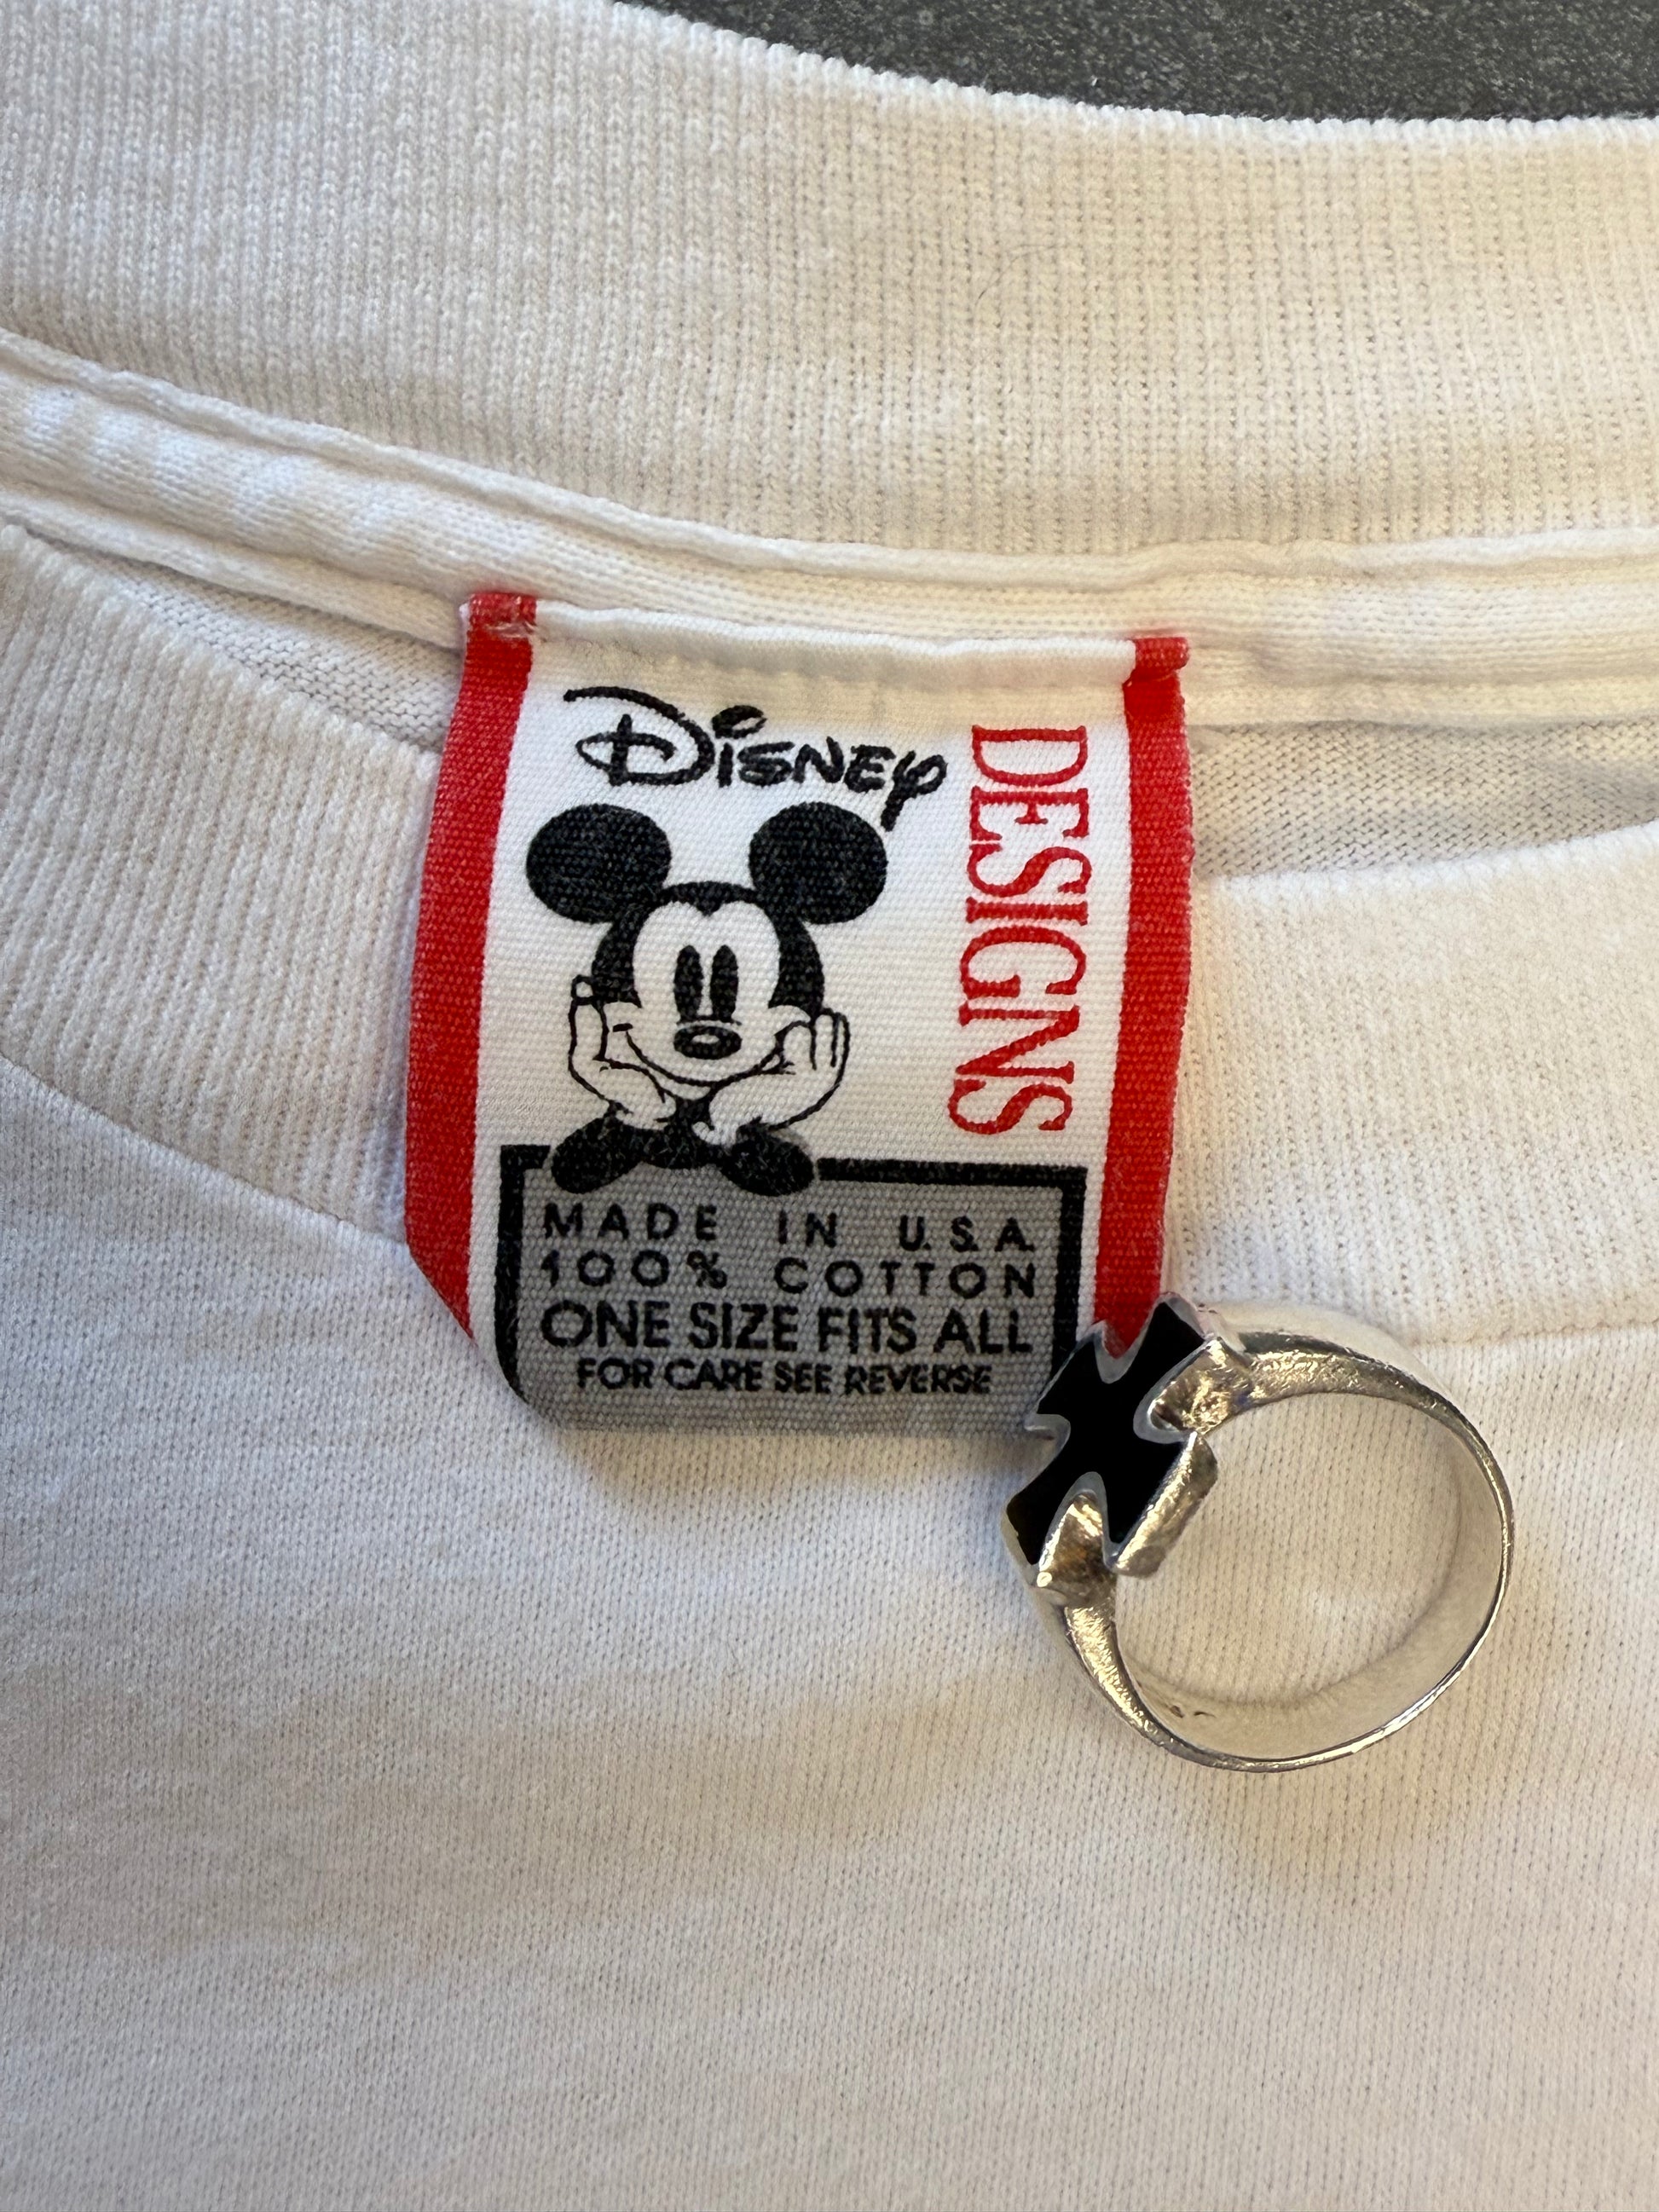 Disney
DESIGNS
MADE IN U.S.A.
100% COTTON
ONE SIZE FITS ALL
FOR CARE SEE REVERSE